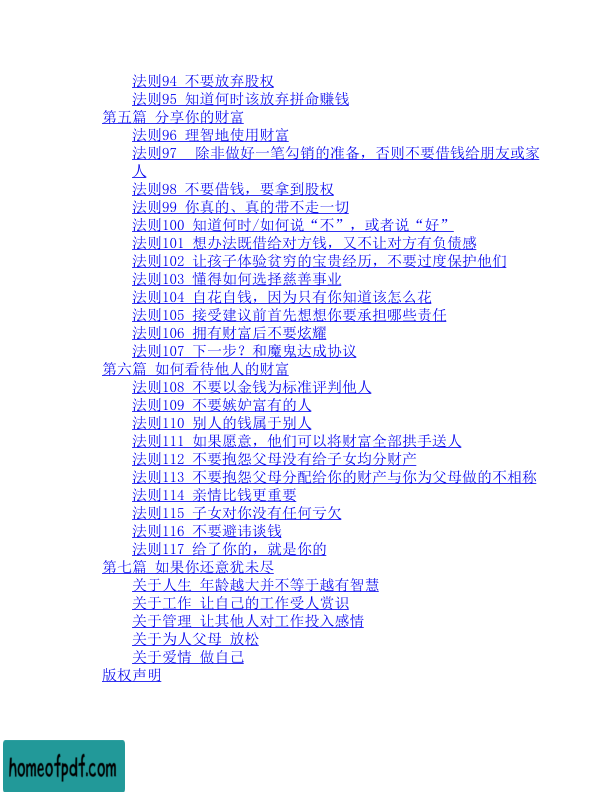 法则94 不要放弃股权
法则95 知道何时该放弃拼命赚钱
第五篇 分享你的财富
法则96 理智地使用财富
法则97 除非做好一笔勾销的准备，否则不要借钱给朋友或家
人
法则98 不要借钱，要拿到股权
法则99 你真的、真的带不走一切
法则100 知道何时/如何说“不”，或者说“好”
法则101 想办法既借给对方钱，又不让对方有负债感
法则102 让孩子体验贫穷的宝贵经历，不要过度保护他们
法则103 懂得如何选择慈善事业
法则104 自花自钱，因为只有你知道该怎么花
法则105 接受建议前首先想想你要承担哪些责任
法则106 拥有财富后不要炫耀
法则107 下一步？和魔鬼达成协议
第六篇 如何看待他人的财富
法则108 不要以金钱为标准评判他人
法则109 不要嫉妒富有的人
法则110 别人的钱属于别人
法则111 如果愿意，他们可以将财富全部拱手送人
法则112 不要抱怨父母没有给子女均分财产
法则113 不要抱怨父母分配给你的财产与你为父母做的不相称
法则114 亲情比钱更重要
法则115 子女对你没有任何亏欠
法则116 不要避讳谈钱
法则117 给了你的，就是你的
第七篇 如果你还意犹未尽
关于人生 年龄越大并不等于越有智慧
关于工作 让自己的工作受人赏识
关于管理 让其他人对工作投入感情
关于为人父母 放松
关于爱情 做自己
版权声明
homeofpdf.com